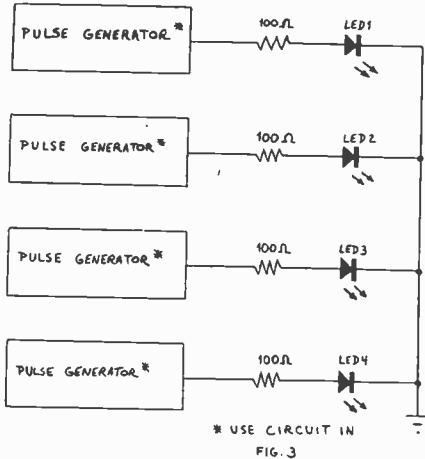 PULSE GENERATOR*
100Ω
LED1
PULSE GENERATOR*
100Ω
LED2
PULSE GENERATOR*
100Ω
LED3
PULSE GENERATOR*
100Ω
LED4
* USE CIRCUIT IN
FIG. 3